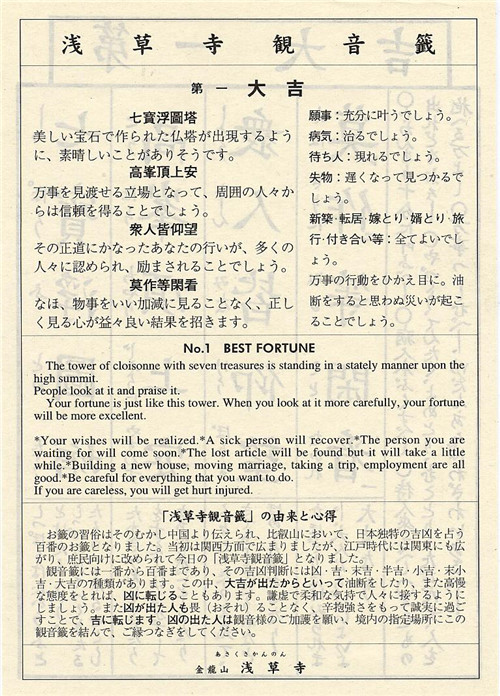 浅草寺観音籤
第一 大吉
七寳浮圖塔
美しい宝石で作られた仏塔が出現するよう
に、素晴しいことがありそうです。
高峯頂上安
万事を見渡せる立場となって、周囲の人々か
らは信頼を得ることでしょう。
衆人皆仰望
その正道にかなったあなたの行いが、多くの
人々に認められ、励まされることでしょう。
莫作等閑看
なほ、物事をいい加減に見ることなく、正し
く見る心が益々良い結果を招きます。
願事：充分に叶うでしょう。
病気：治るでしょう。
待ち人：現れるでしょう。
失物：遅くなって見つかるで
しょう。
新築・転居・嫁とり・婿とり・旅
行・付き合い等：全てよいでし
ょう。
万事の行動をひかえ目に。油
断をすると思わぬ災いが起こ
ることでしょう。
No.1 BEST FORTUNE
The tower of cloisonne with seven treasures is standing in a stately manner upon the
high summit.
People look at it and praise it.
Your fortune is just like this tower. When you look at it more carefully, your fortune
will be more excellent.
*Your wishes will be realized.*A sick person will recover.*The person you are
waiting for will come soon.*The lost article will be found but it will take a little
while.*Building a new house, moving marriage, taking a trip, employment are all
good.*Be careful for everything that you want to do.
If you are careless, you will get hurt injured.
「浅草寺観音籤」の由来と心得
お籤の習俗はそのむかし中国より伝えられ、比叡山において、日本独特の吉凶を占う
百番のお籤となりました。当初は関西方面で広まりましたが、江戸時代には関東にも広
がり、庶民向けに改められて今日の「浅草寺観音籤」となりました。
観音籤には一番から百番まであり、その吉凶判断には凶・吉・末吉・半吉・小吉・末小
吉・大吉の7種類があります。この中、大吉が出たからといって油断をしたり、また高慢
な態度をとれば、凶に転じることもあります。謙虚で柔和な気持で人々に接するように
しましょう。また凶が出た人も畏（おそれ）ることなく、辛抱強さをもって誠実に過ご
すことで、吉に転じます。凶の出た人は観音様のご加護を願い、境内の指定場所にこの
観音籤を結んで、ご縁つなぎをしてください。
あさくさかんのん
金龍山 浅草寺